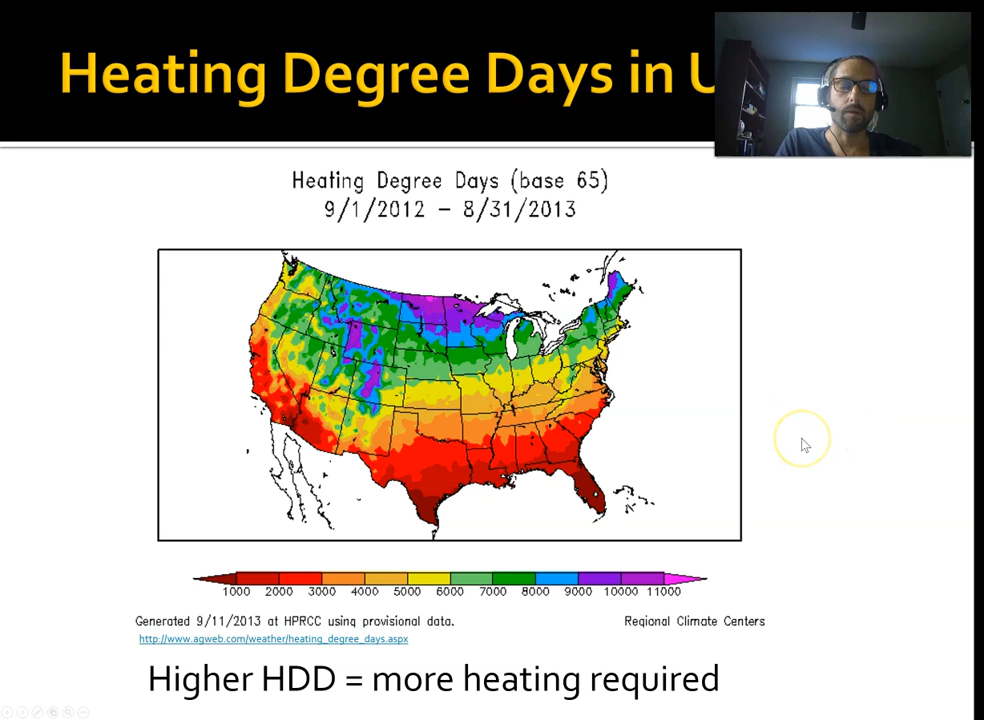 Heating Degree Days in U
Heating Degree Days (base 65)
9/1/2012 – 8/31/2013
1000 2000 3000 4000 5000 6000 7000 8000 9000 10000 11000
Generated 9/11/2013 at HPRCC using provisional data.
Regional Climate Centers
http://www.agweb.com/weather/heating_degree_days.aspx
Higher HDD = more heating required